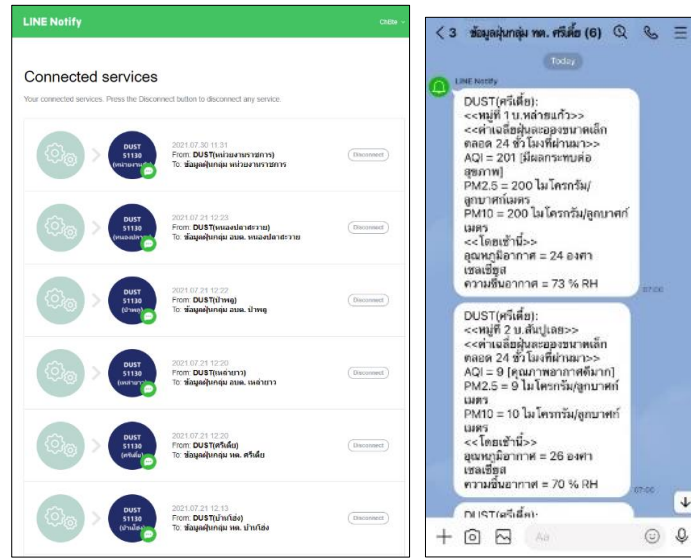 LINE Notify
Connected services
Your connected services. Press the Disconnect button to disconnect any service.
DUST
51130
2021.07.30 11:31
From: DUST(หน่วยงานราชการ)
To: ข้อมูลฝุ่นกลุ่ม หน่วยงานราชการ
Disconnect
DUST
51130
2021.07.21 12:23
From: DUST(หนองปลาสะวาย)
To: ข้อมูลฝุ่นกลุ่ม อบต. หนองปลาสะวาย
Disconnect
DUST
51130
(ป่าพลู)
2021.07.21 12:22
From: DUST(ป่าพลู)
To: ข้อมูลฝุ่นกลุ่ม อบต. ป่าพลู
Disconnect
DUST
51130
(เหล่ายาว)
2021.07.21 12:20
From: DUST(เหล่ายาว)
To: ข้อมูลฝุ่นกลุ่ม อบต. เหล่ายาว
Disconnect
DUST
51130
(ศรีเตี้ย)
2021.07.21 12:20
From: DUST(ศรีเตี้ย)
To: ข้อมูลฝุ่นกลุ่ม ทต. ศรีเตี้ย
Disconnect
DUST
51130
(บ้านโฮ่ง)
2021.07.21 12:13
From: DUST(บ้านโฮ่ง)
To: ข้อมูลฝุ่นกลุ่ม ทต. บ้านโฮ่ง
Disconnect
3 ข้อมูลฝุ่นกลุ่ม ทต. ศรีเตี้ย (6)
Today
LINE Notify
DUST(ศรีเตี้ย):
<<หมู่ที่ 1 บ.หล่ายแก้ว>>
<<ค่าเฉลี่ยฝุ่นละอองขนาดเล็ก
ตลอด 24 ชั่วโมงที่ผ่านมา>>
AQI = 201 [มีผลกระทบต่อ
สุขภาพ]
PM2.5 = 200 ไมโครกรัม/
ลูกบาศก์เมตร
PM10 = 200 ไมโครกรัม/ลูกบาศก์
เมตร
<<โดยเช้านี้>>
อุณหภูมิอากาศ = 24 องศา
เซลเซียส
ความชื้นอากาศ = 73 % RH
07:00
DUST(ศรีเตี้ย):
<<หมู่ที่ 2 บ.สันปูเลย>>
<<ค่าเฉลี่ยฝุ่นละอองขนาดเล็ก
ตลอด 24 ชั่วโมงที่ผ่านมา>>
AQI = 9 [คุณภาพอากาศดีมาก]
PM2.5 = 9 ไมโครกรัม/ลูกบาศก์
เมตร
PM10 = 10 ไมโครกรัม/ลูกบาศก์
เมตร
<<โดยเช้านี้>>
อุณหภูมิอากาศ = 26 องศา
เซลเซียส
ความชื้นอากาศ = 70 % RH
07:00
DUST(ศรีเตี้ย):
Aa